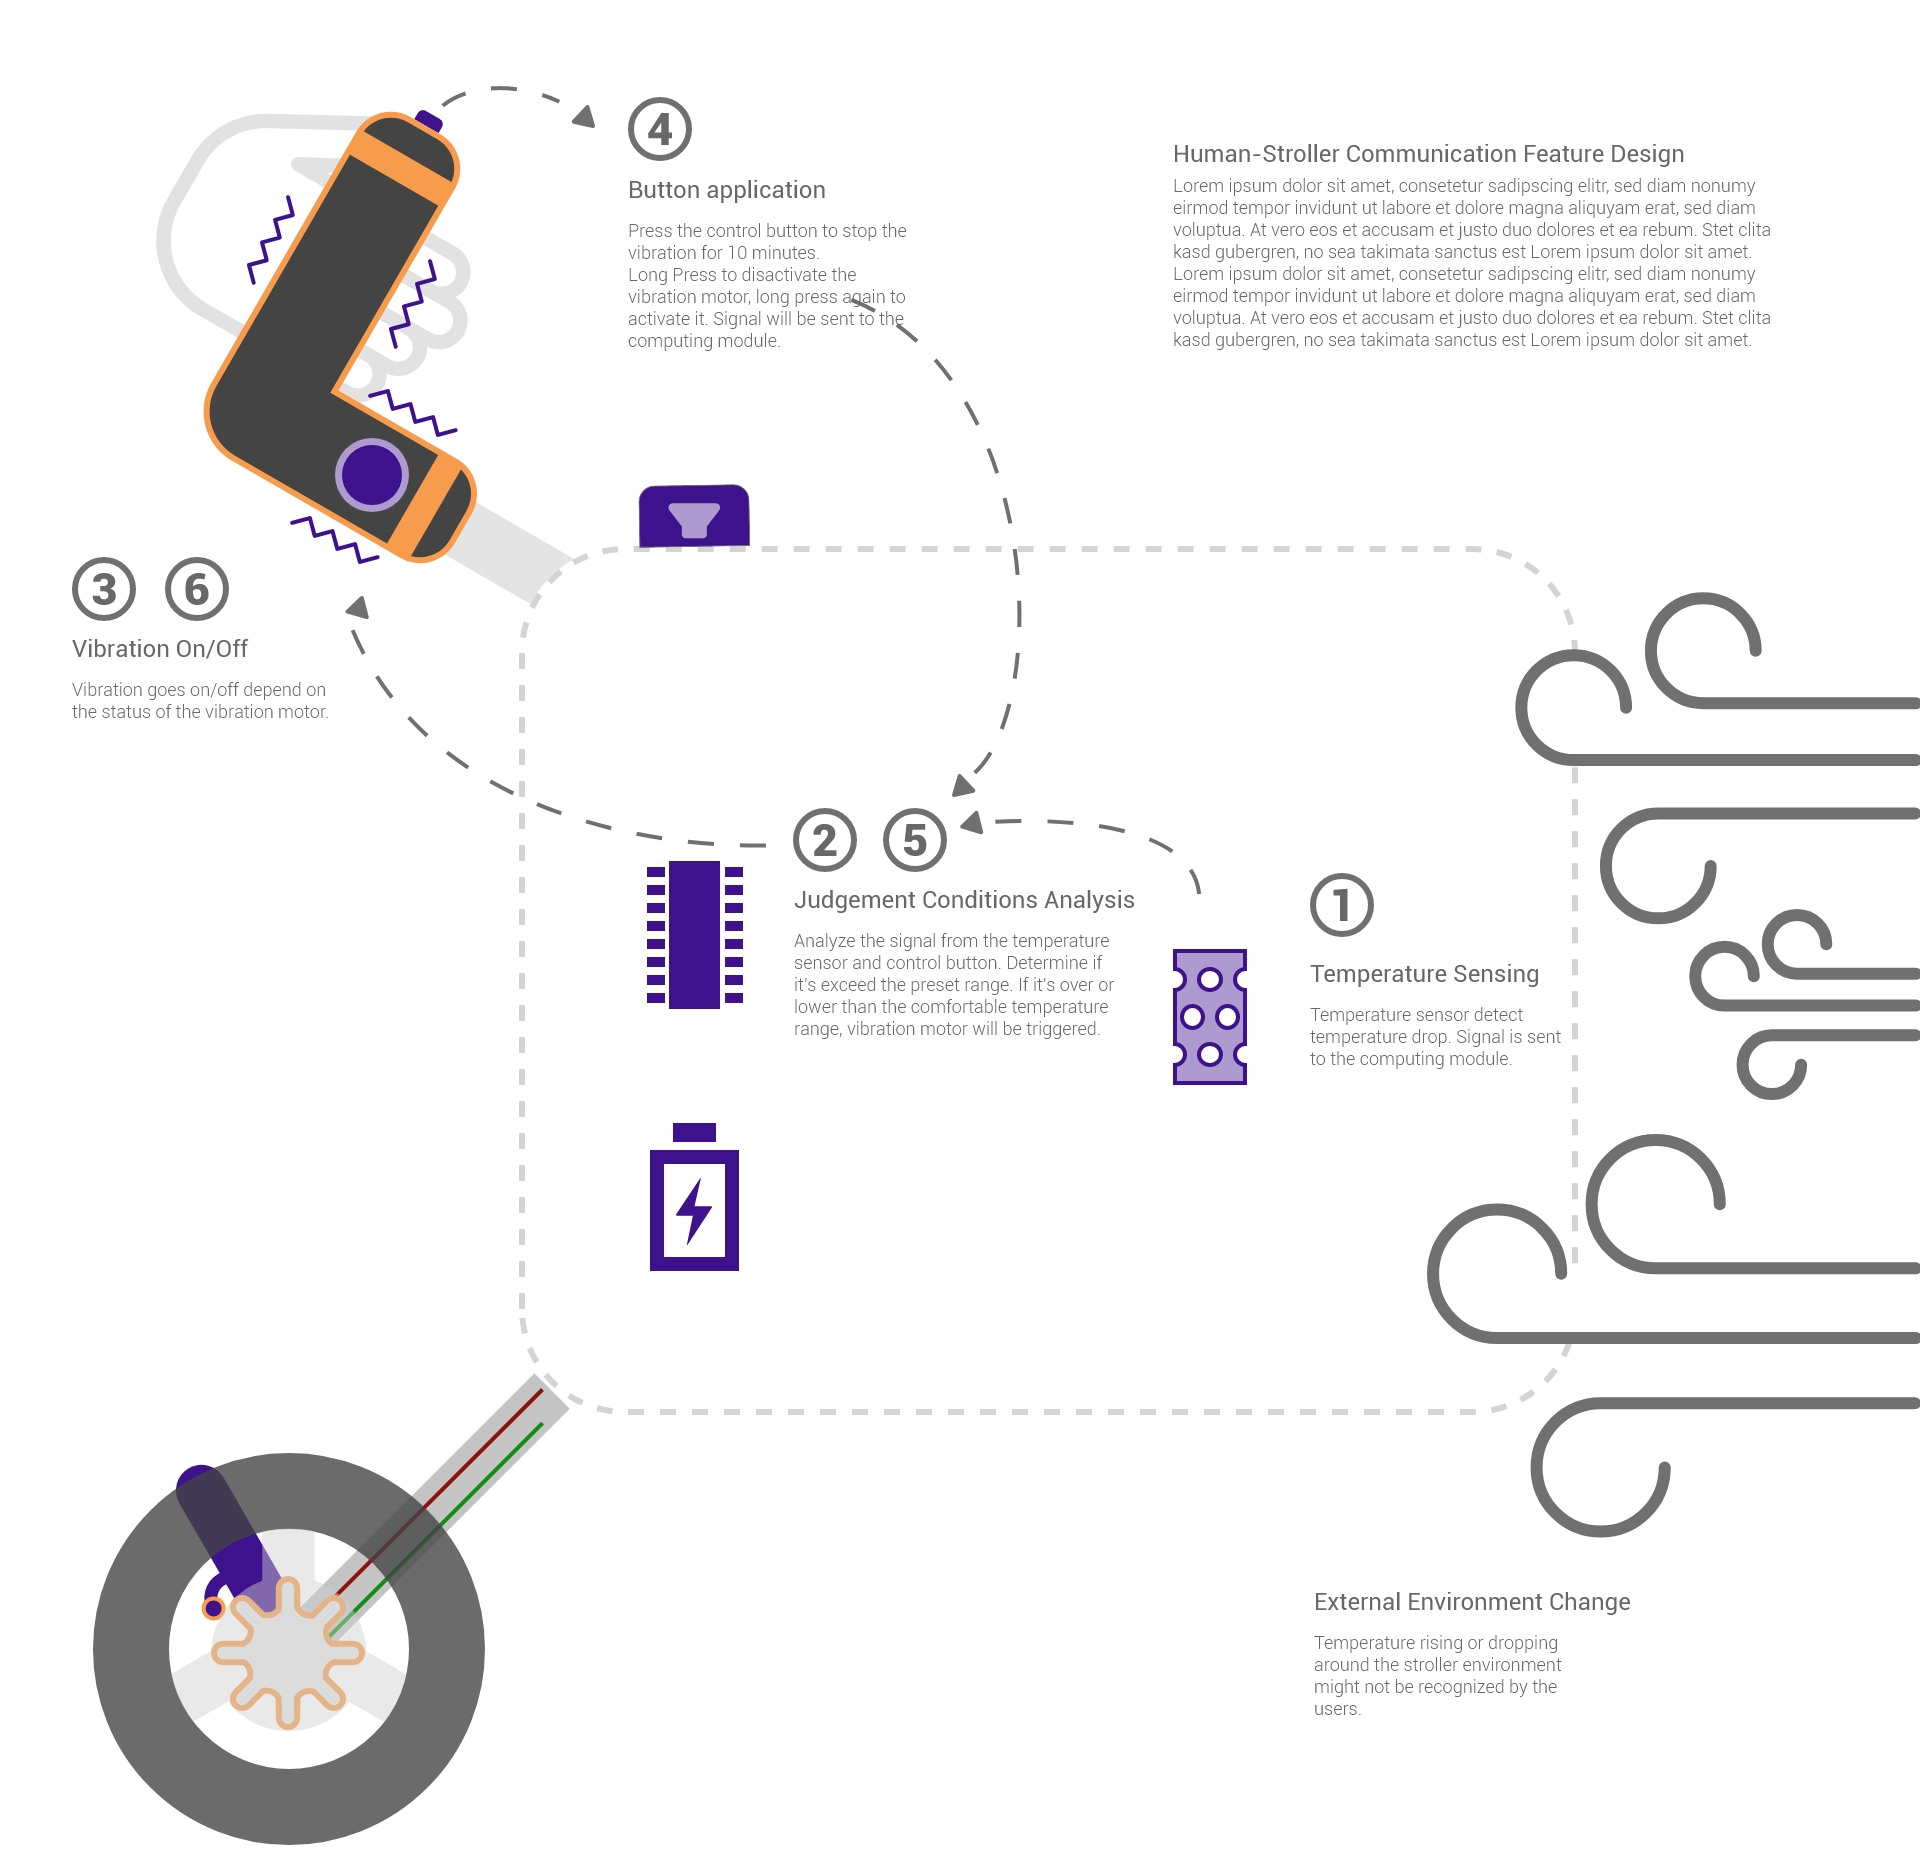 4
Button application
Press the control button to stop the
vibration for 10 minutes.
Long Press to disactivate the
vibration motor, long press again to
activate it. Signal will be sent to the
computing module.
Human-Stroller Communication Feature Design
Lorem ipsum dolor sit amet, consetetur sadipscing elitr, sed diam nonumy
eirmod tempor invidunt ut labore et dolore magna aliquyam erat, sed diam
voluptua. At vero eos et accusam et justo duo dolores et ea rebum. Stet clita
kasd gubergren, no sea takimata sanctus est Lorem ipsum dolor sit amet.
Lorem ipsum dolor sit amet, consetetur sadipscing elitr, sed diam nonumy
eirmod tempor invidunt ut labore et dolore magna aliquyam erat, sed diam
voluptua. At vero eos et accusam et justo duo dolores et ea rebum. Stet clita
kasd gubergren, no sea takimata sanctus est Lorem ipsum dolor sit amet.
3 6
Vibration On/Off
Vibration goes on/off depend on
the status of the vibration motor.
2 5
Judgement Conditions Analysis
Analyze the signal from the temperature
sensor and control button. Determine if
it's exceed the preset range. If it's over or
lower than the comfortable temperature
range, vibration motor will be triggered.
1
Temperature Sensing
Temperature sensor detect
temperature drop. Signal is sent
to the computing module.
External Environment Change
Temperature rising or dropping
around the stroller environment
might not be recognized by the
users.